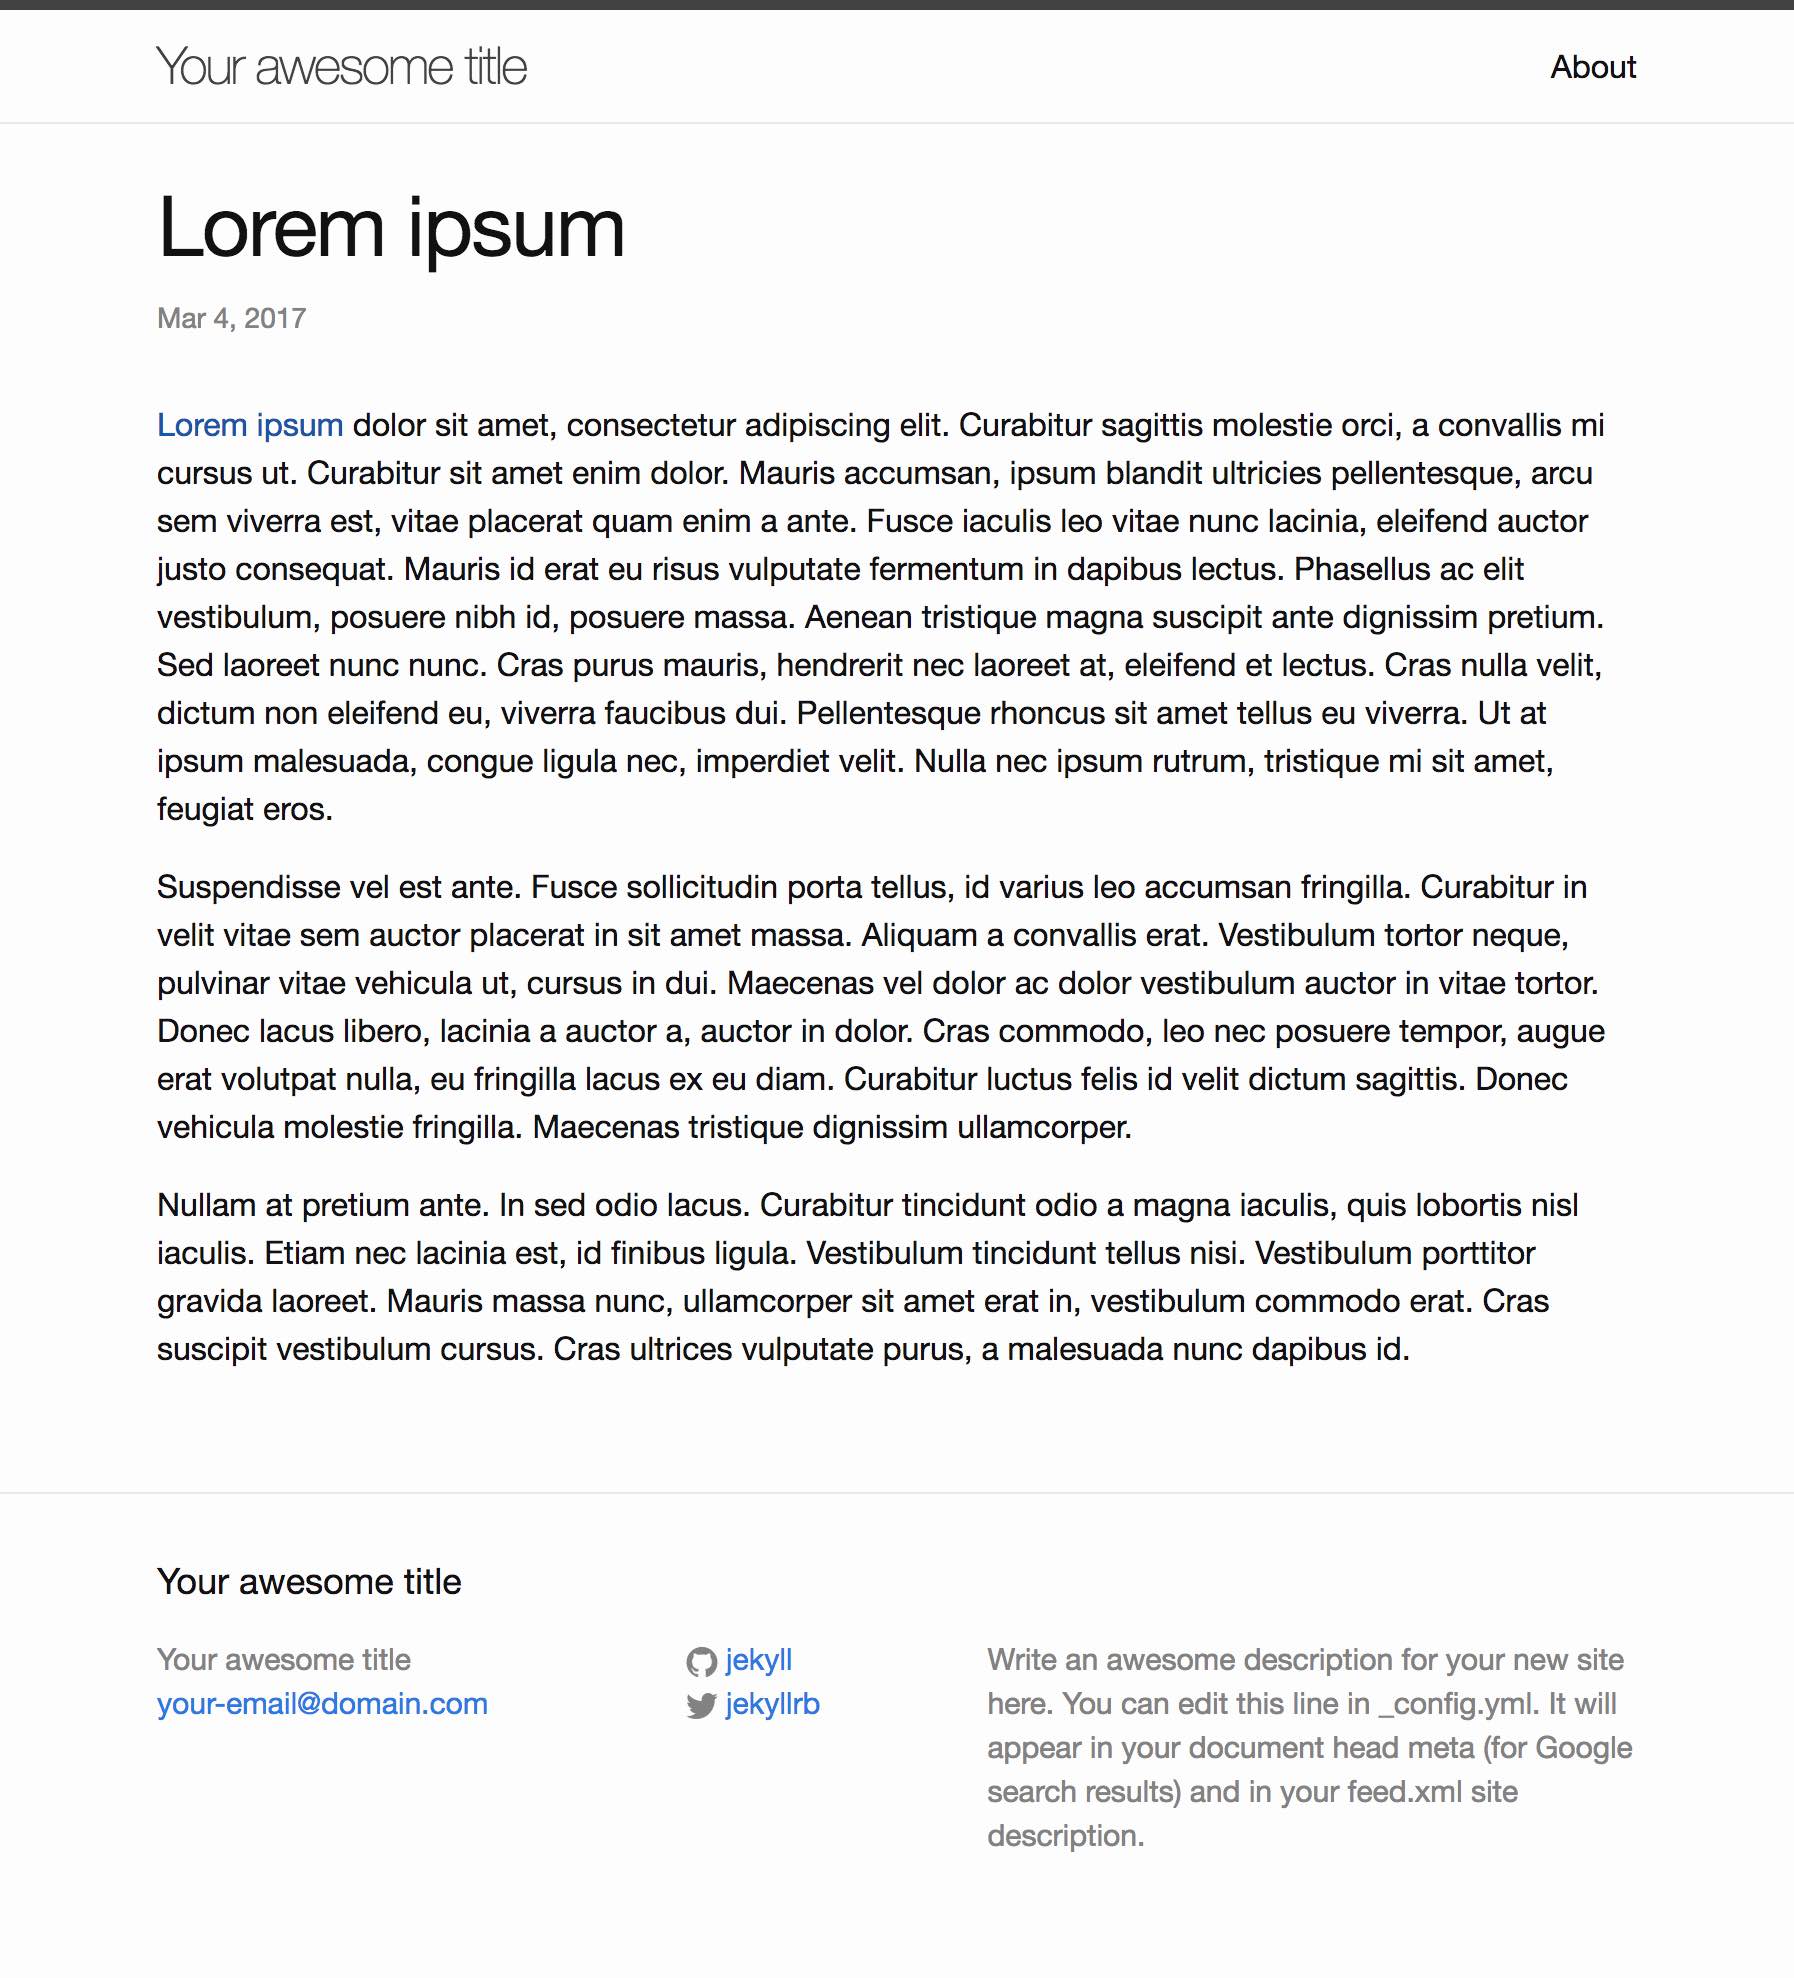 Your awesome title
About
Lorem ipsum
Mar 4, 2017
Lorem ipsum dolor sit amet, consectetur adipiscing elit. Curabitur sagittis molestie orci, a convallis mi
cursus ut. Curabitur sit amet enim dolor. Mauris accumsan, ipsum blandit ultricies pellentesque, arcu
sem viverra est, vitae placerat quam enim a ante. Fusce iaculis leo vitae nunc lacinia, eleifend auctor
justo consequat. Mauris id erat eu risus vulputate fermentum in dapibus lectus. Phasellus ac elit
vestibulum, posuere nibh id, posuere massa. Aenean tristique magna suscipit ante dignissim pretium.
Sed laoreet nunc nunc. Cras purus mauris, hendrerit nec laoreet at, eleifend et lectus. Cras nulla velit,
dictum non eleifend eu, viverra faucibus dui. Pellentesque rhoncus sit amet tellus eu viverra. Ut at
ipsum malesuada, congue ligula nec, imperdiet velit. Nulla nec ipsum rutrum, tristique mi sit amet,
feugiat eros.
Suspendisse vel est ante. Fusce sollicitudin porta tellus, id varius leo accumsan fringilla. Curabitur in
velit vitae sem auctor placerat in sit amet massa. Aliquam a convallis erat. Vestibulum tortor neque,
pulvinar vitae vehicula ut, cursus in dui. Maecenas vel dolor ac dolor vestibulum auctor in vitae tortor.
Donec lacus libero, lacinia a auctor a, auctor in dolor. Cras commodo, leo nec posuere tempor, augue
erat volutpat nulla, eu fringilla lacus ex eu diam. Curabitur luctus felis id velit dictum sagittis. Donec
vehicula molestie fringilla. Maecenas tristique dignissim ullamcorper.
Nullam at pretium ante. In sed odio lacus. Curabitur tincidunt odio a magna iaculis, quis lobortis nisl
iaculis. Etiam nec lacinia est, id finibus ligula. Vestibulum tincidunt tellus nisi. Vestibulum porttitor
gravida laoreet. Mauris massa nunc, ullamcorper sit amet erat in, vestibulum commodo erat. Cras
suscipit vestibulum cursus. Cras ultrices vulputate purus, a malesuada nunc dapibus id.
Your awesome title
Your awesome title
your-email@domain.com
jekyll
jekyllrb
Write an awesome description for your new site
here. You can edit this line in _config.yml. It will
appear in your document head meta (for Google
search results) and in your feed.xml site
description.